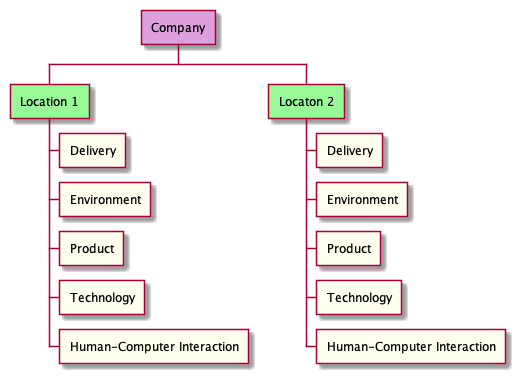 Company
Location 1
Locaton 2
Delivery
Delivery
Environment
Environment
Product
Product
Technology
Technology
Human-Computer Interaction
Human-Computer Interaction